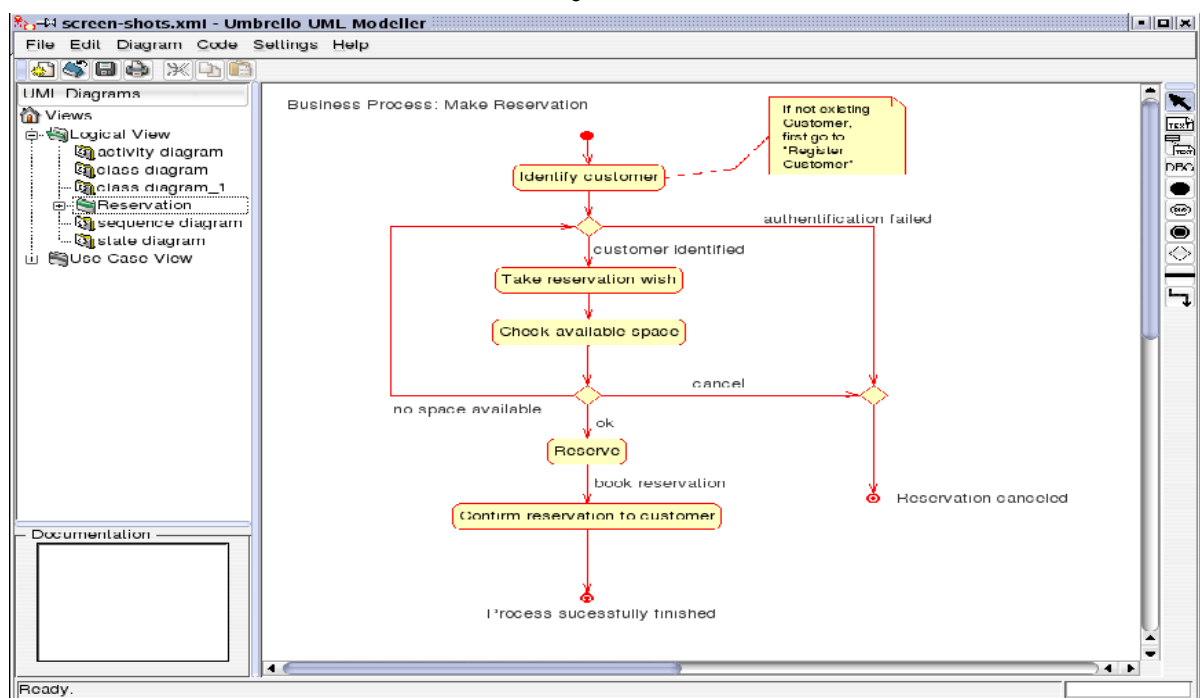 screen-shots.xmi - Umbrello UML Modeller
File Edit Diagram Code Settings Help
UML Diagrams
Views
Logical View
activity diagram
class diagram
class diagram_1
Reservation
sequence diagram
state diagram
Use Case View
Documentation
Business Process: Make Reservation
If not existing
Customer,
first go to
"Register
Customer"
Identify customer
authentification failed
customer identified
Take reservation wish
Check available space
cancel
no space available
ok
Reserve
book reservation
Reservation canceled
Confirm reservation to customer
Process sucessfully finished
TEXT
TEXT
Ready.